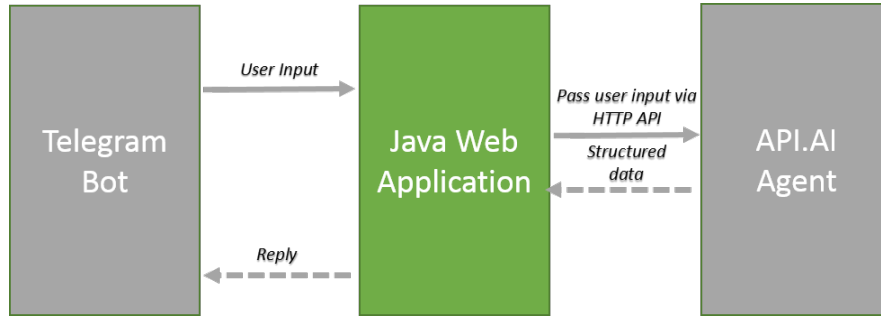 Telegram
Bot
User Input
Reply
Java Web
Application
Pass user input via
HTTP API
Structured
data
API.AI
Agent